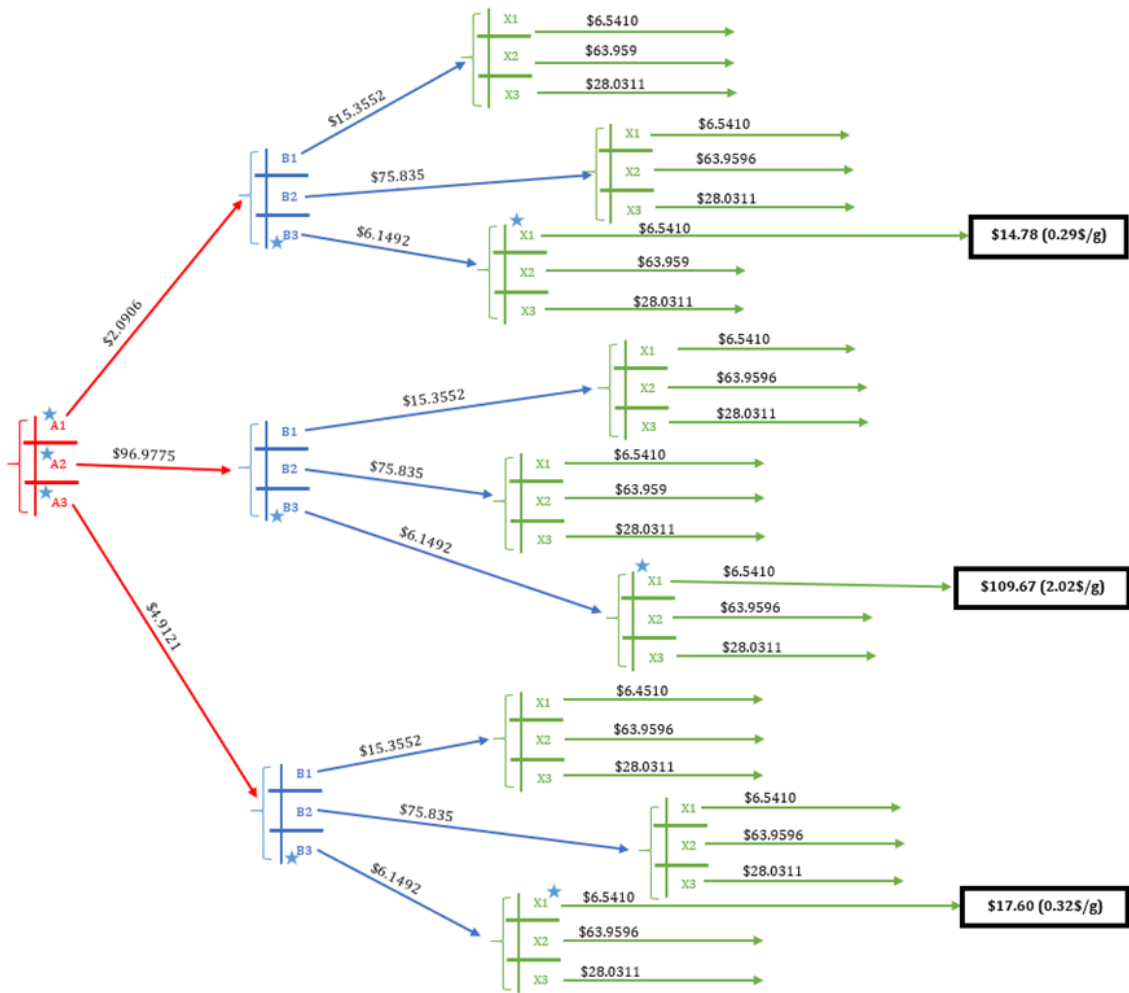 X1 $6.5410
X2 $63.959
X3 $28.0311
$15.3552
B1
B2
B3
$75.835
X1 $6.5410
X2 $63.9596
X3 $28.0311
$6.1492
X1 $6.5410
X2 $63.959
X3 $28.0311
$14.78 (0.29$/g)
$2.0906
A1
A2
A3
$96.9775
B1
B2
B3
$15.3552
X1 $6.5410
X2 $63.9596
X3 $28.0311
$75.835
X1 $6.5410
X2 $63.959
X3 $28.0311
$6.1492
X1 $6.5410
X2 $63.9596
X3 $28.0311
$109.67 (2.02$/g)
$4.9121
B1
B2
B3
$15.3552
X1 $6.4510
X2 $63.9596
X3 $28.0311
$75.835
X1 $6.5410
X2 $63.9596
X3 $28.0311
$6.1492
X1 $6.5410
X2 $63.9596
X3 $28.0311
$17.60 (0.32$/g)